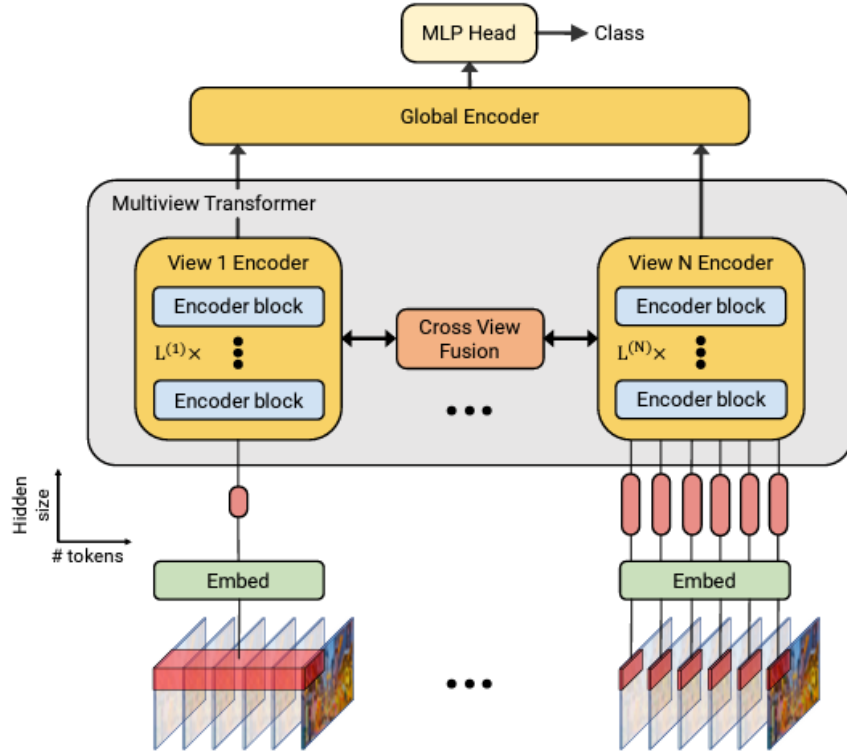 MLP Head
Class
Global Encoder
Multiview Transformer
View 1 Encoder
View N Encoder
Encoder block
Encoder block
L⁽¹⁾×
Cross View
Fusion
L⁽ᴺ⁾×
Encoder block
Encoder block
Hidden
size
# tokens
Embed
Embed